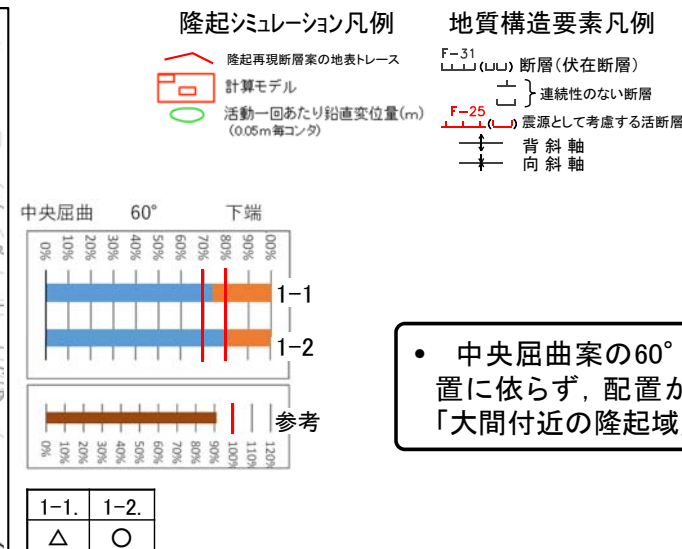 隆起シミュレーション凡例
隆起再現断層案の地表トレース
計算モデル
活動一回あたり鉛直変位量(m)
(0.05m毎コンタ)
地質構造要素凡例
F-31 (ட) 断層(伏在断層)
連続性のない断層
F-25 震源として考慮する活断層
背斜軸
向斜軸
中央屈曲 60° 下端
0% 10% 20% 30% 40% 50% 60% 70% 80% 90% 100%
1-1
1-2
参考
0% 10% 20% 30% 40% 50% 60% 70% 80% 90% 100% 110% 120%
1-1. 1-2.
△ ○
• 中央屈曲案の60°
置に依らず，配置か
「大間付近の隆起域